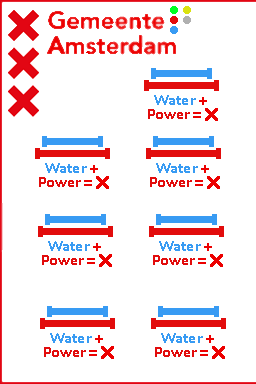 Gemeente
Amsterdam
Water +
Power =
Water +
Power =
Water +
Power =
Water +
Power =
Water +
Power =
Water +
Power =
Water +
Power =